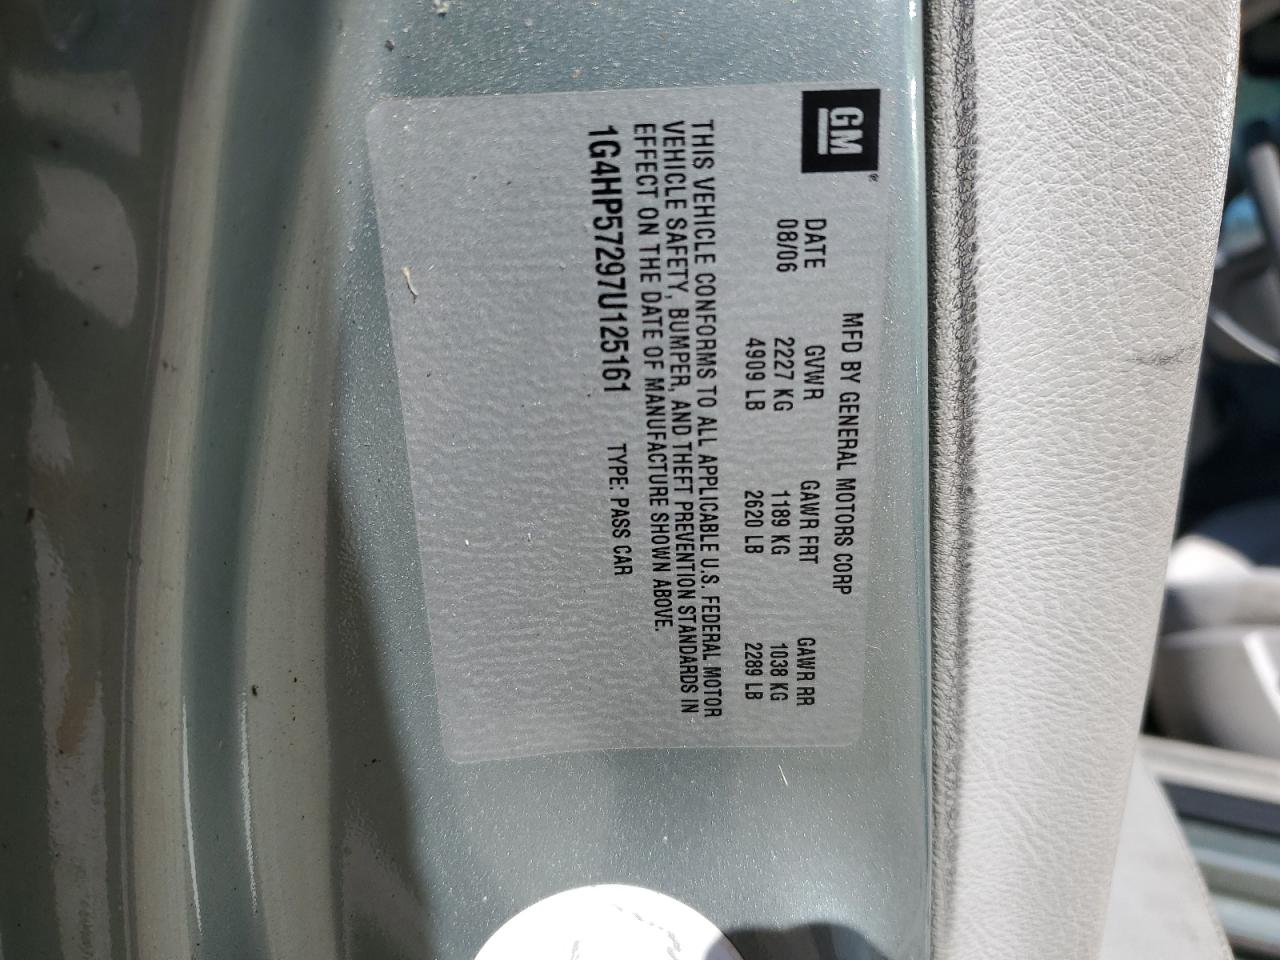 GM
MFD BY GENERAL MOTORS CORP
DATE GVWR GAWR FRT GAWR RR
08/06 2227 KG 1189 KG 1038 KG
4909 LB 2620 LB 2289 LB
THIS VEHICLE CONFORMS TO ALL APPLICABLE U.S. FEDERAL MOTOR
VEHICLE SAFETY, BUMPER, AND THEFT PREVENTION STANDARDS IN
EFFECT ON THE DATE OF MANUFACTURE SHOWN ABOVE.
1G4HP57297U125161 TYPE: PASS CAR